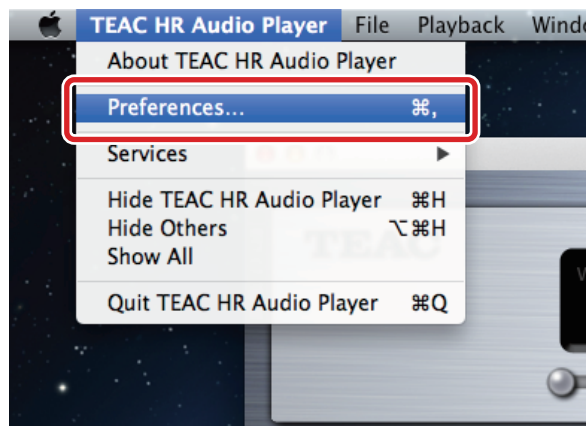 TEAC HR Audio Player File Playback
About TEAC HR Audio Player
Preferences... ⌘,
Services ▶
Hide TEAC HR Audio Player ⌘H
Hide Others ⌥⌘H
Show All
TEAC
Quit TEAC HR Audio Player ⌘Q